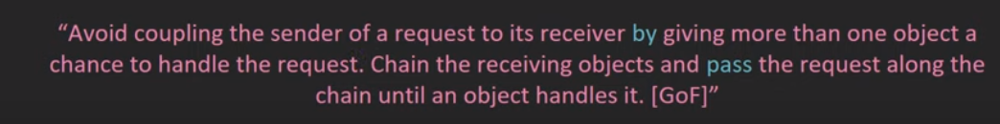 “Avoid coupling the sender of a request to its receiver by giving more than one object a
chance to handle the request. Chain the receiving objects and pass the request along the
chain until an object handles it. [GoF]”